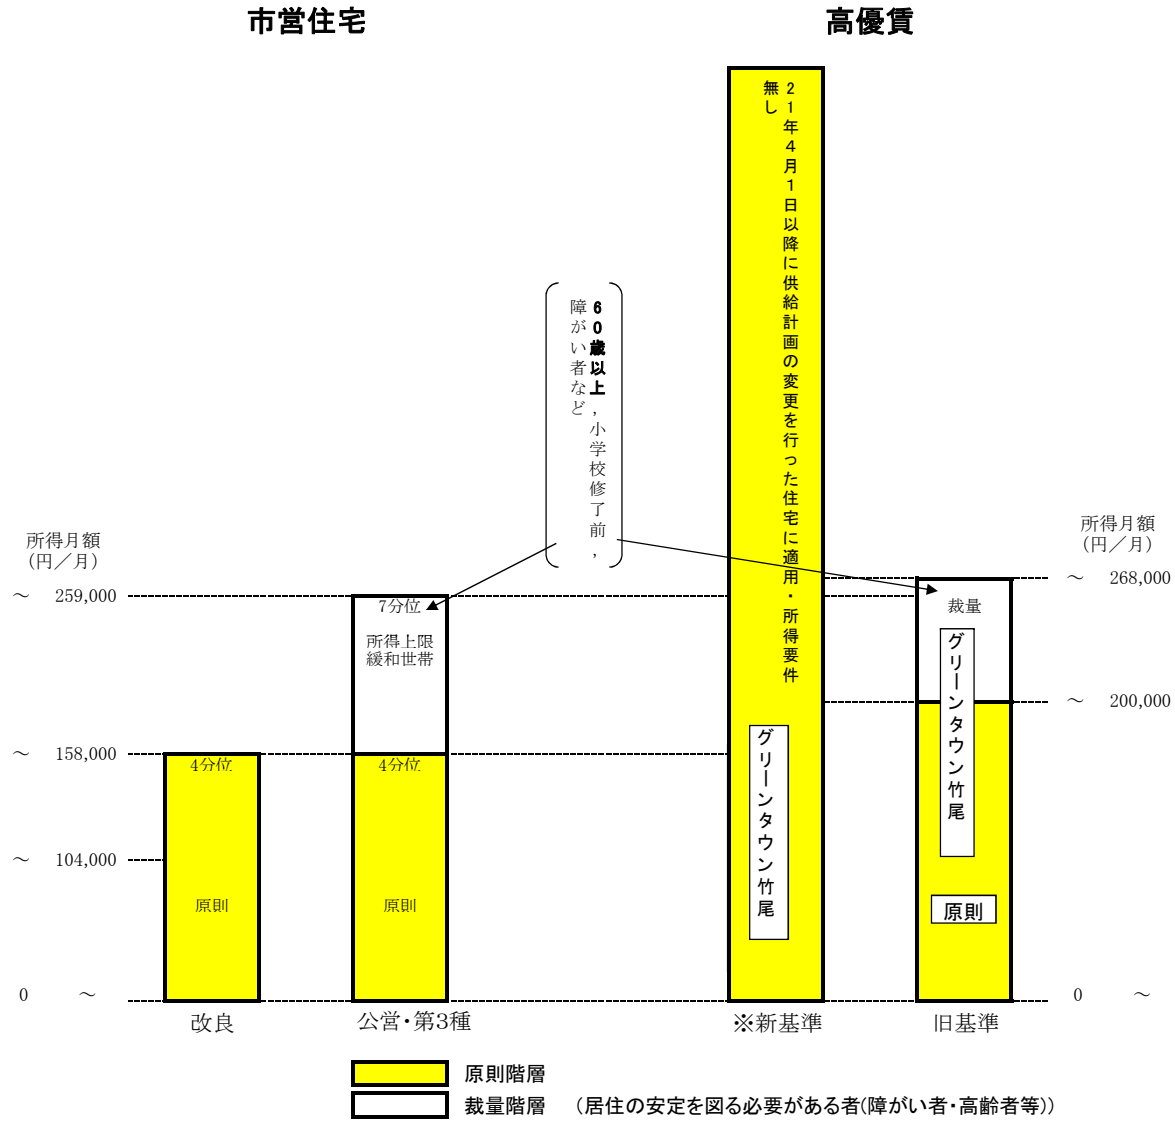 市営住宅
高優賃
21年4月1日以降に供給計画の変更を行った住宅に適用・所得要件
無し
60歳以上,小学校修了前,
障がい者など
所得月額
(円／月)
～ 259,000
～ 158,000
～ 104,000
0 ～
所得月額
(円／月)
～ 268,000
～ 200,000
0 ～
4分位
原則
7分位
所得上限
緩和世帯
4分位
原則
グリーンタウン竹尾
裁量
グリーンタウン竹尾
原則
改良
公営・第3種
※新基準
旧基準
原則階層
裁量階層 (居住の安定を図る必要がある者(障がい者・高齢者等))